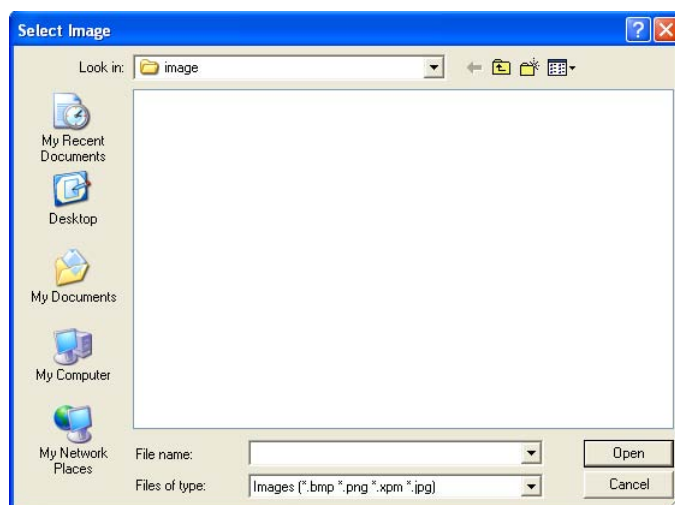 Select Image
Look in:
image
My Recent
Documents
Desktop
My Documents
My Computer
My Network
Places
File name:
Open
Files of type:
Images (*.bmp *.png *.xpm *.jpg)
Cancel